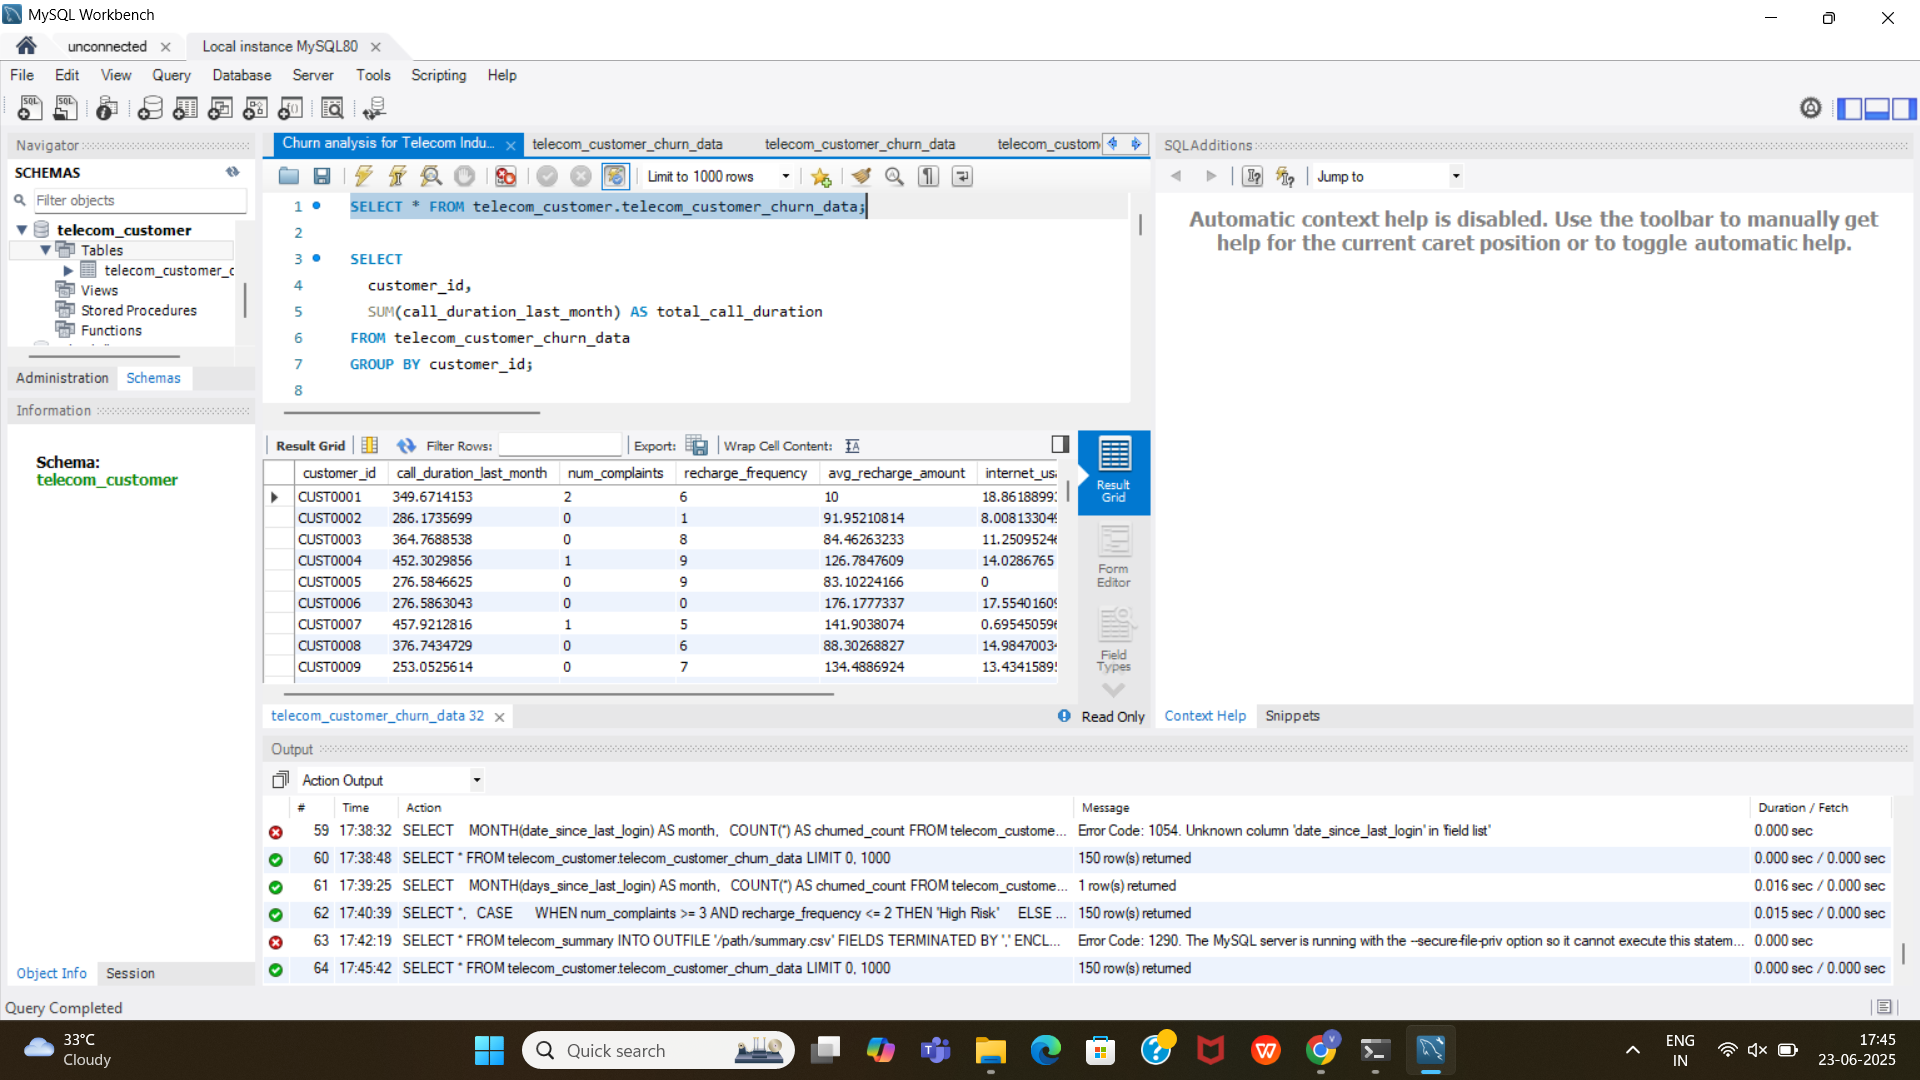 MySQL Workbench
unconnected
Local instance MySQL80
File Edit View Query Database Server Tools Scripting Help
Navigator
SCHEMAS
Filter objects
telecom_customer
Tables
telecom_customer_c
Views
Stored Procedures
Functions
Administration Schemas
Information
Schema:
telecom_customer
Object Info Session
Churn analysis for Telecom Indu... telecom_customer_churn_data telecom_customer_churn_data telecom_custom
Limit to 1000 rows
1 SELECT * FROM telecom_customer.telecom_customer_churn_data;
2
3 SELECT
4 customer_id,
5 SUM(call_duration_last_month) AS total_call_duration
6 FROM telecom_customer_churn_data
7 GROUP BY customer_id;
8
Result Grid Filter Rows: Export: Wrap Cell Content:
customer_id call_duration_last_month num_complaints recharge_frequency avg_recharge_amount internet_usa
CUST0001 349.6714153 2 6 10 18.8618899
CUST0002 286.1735699 0 1 91.95210814 8.00813304
CUST0003 364.7688538 0 8 84.46263233 11.2509524
CUST0004 452.3029856 1 9 126.7847609 14.0286765
CUST0005 276.5846625 0 9 83.10224166 0
CUST0006 276.5863043 0 0 176.1777337 17.5540160
CUST0007 457.9212816 1 5 141.9038074 0.69545059
CUST0008 376.7434729 0 6 88.30268827 14.9847003
CUST0009 253.0525614 0 7 134.4886924 13.4341589
Result
Grid
Form
Editor
Field
Types
telecom_customer_churn_data 32
Read Only
SQLAdditions
Jump to
Automatic context help is disabled. Use the toolbar to manually get
help for the current caret position or to toggle automatic help.
Context Help Snippets
Output
Action Output
# Time Action Message Duration / Fetch
59 17:38:32 SELECT MONTH(date_since_last_login) AS month, COUNT(*) AS churned_count FROM telecom_custome... Error Code: 1054. Unknown column 'date_since_last_login' in 'field list' 0.000 sec
60 17:38:48 SELECT * FROM telecom_customer.telecom_customer_churn_data LIMIT 0, 1000 150 row(s) returned 0.000 sec / 0.000 sec
61 17:39:25 SELECT MONTH(days_since_last_login) AS month, COUNT(*) AS churned_count FROM telecom_custome... 1 row(s) returned 0.016 sec / 0.000 sec
62 17:40:39 SELECT *, CASE WHEN num_complaints >= 3 AND recharge_frequency <= 2 THEN 'High Risk' ELSE ... 150 row(s) returned 0.015 sec / 0.000 sec
63 17:42:19 SELECT * FROM telecom_summary INTO OUTFILE '/path/summary.csv' FIELDS TERMINATED BY ',' ENCL... Error Code: 1290. The MySQL server is running with the --secure-file-priv option so it cannot execute this statem... 0.000 sec
64 17:45:42 SELECT * FROM telecom_customer.telecom_customer_churn_data LIMIT 0, 1000 150 row(s) returned 0.000 sec / 0.000 sec
Query Completed
33°C
Cloudy
Quick search
ENG
IN
17:45
23-06-2025